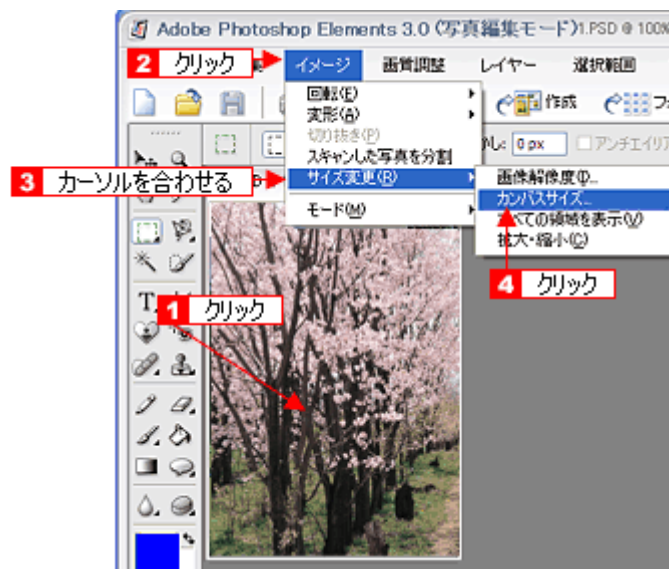 Adobe Photoshop Elements 3.0 (写真編集モード)1.PSD @ 100%
2 クリック
イメージ 画質調整 レイヤー 選択範囲
回転(E)
変形(A)
切り抜き(P)
スキャンした写真を分割
サイズ変更(R)
モード(M)
作成
0 px
アンチエイリア
3 カーソルを合わせる
画像解像度(I)...
カンバスサイズ...
すべての領域を表示(V)
拡大・縮小(C)
4 クリック
1 クリック
T